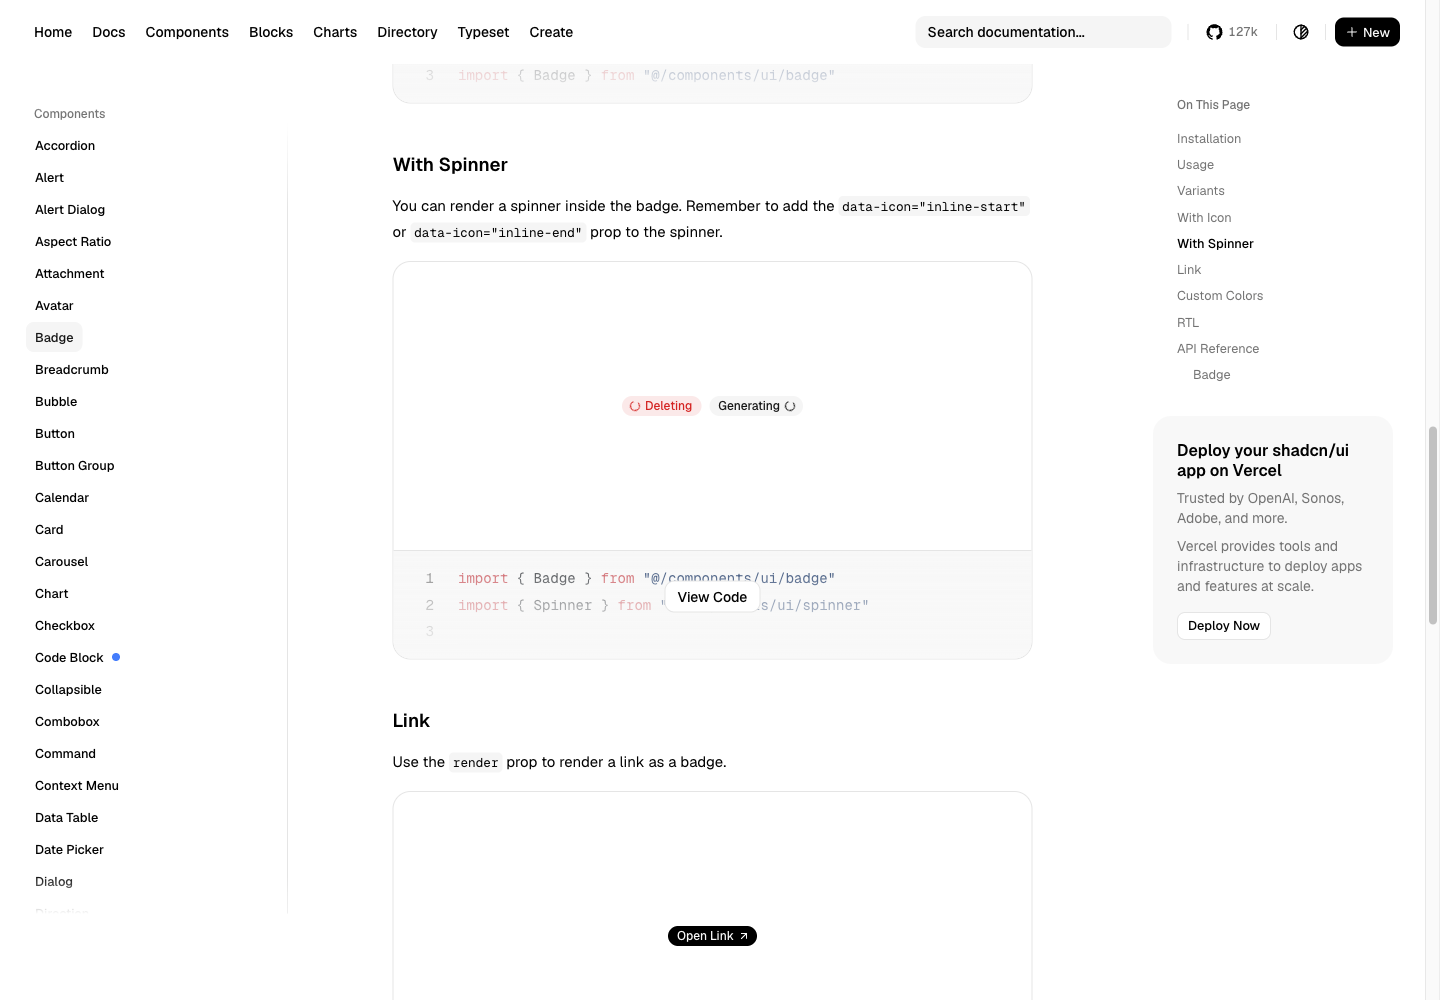 Home Docs Components Blocks Charts Directory Typeset Create
Search documentation... 127k New
3 import { Badge } from "@/components/ui/badge"
Components
Accordion
Alert
Alert Dialog
Aspect Ratio
Attachment
Avatar
Badge
Breadcrumb
Bubble
Button
Button Group
Calendar
Card
Carousel
Chart
Checkbox
Code Block
Collapsible
Combobox
Command
Context Menu
Data Table
Date Picker
Dialog
With Spinner
You can render a spinner inside the badge. Remember to add the data-icon="inline-start"
or data-icon="inline-end" prop to the spinner.
Deleting Generating
1 import { Badge } from "@/components/ui/badge"
View Code
2 import { Spinner } from "
s/ui/spinner"
3
Link
Use the render prop to render a link as a badge.
Open Link
On This Page
Installation
Usage
Variants
With Icon
With Spinner
Link
Custom Colors
RTL
API Reference
Badge
Deploy your shadcn/ui
app on Vercel
Trusted by OpenAI, Sonos,
Adobe, and more.
Vercel provides tools and
infrastructure to deploy apps
and features at scale.
Deploy Now